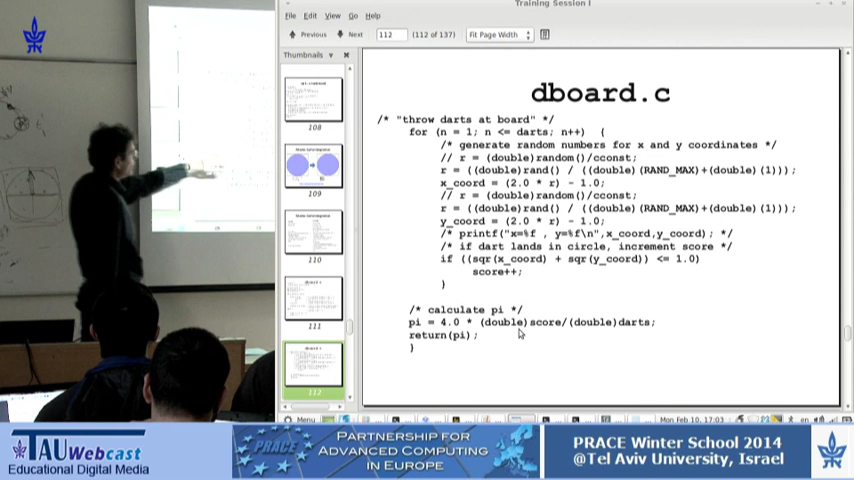 Training Session I
File Edit View Go Help
Previous Next 112 (112 of 137) Fit Page Width
Thumbnails
108
109
110
111
112
dboard.c
/* "throw darts at board" */
for (n = 1; n <= darts; n++) {
/* generate random numbers for x and y coordinates */
// r = (double)random()/cconst;
r = ((double)rand() / ((double)(RAND_MAX)+(double)(1)));
x_coord = (2.0 * r) - 1.0;
// r = (double)random()/cconst;
r = ((double)rand() / ((double)(RAND_MAX)+(double)(1)));
y_coord = (2.0 * r) - 1.0;
/* printf("x=%f , y=%f\n",x_coord,y_coord); */
/* if dart lands in circle, increment score */
if ((sqr(x_coord) + sqr(y_coord)) <= 1.0)
score++;
}
/* calculate pi */
pi = 4.0 * (double)score/(double)darts;
return(pi);
}
Menu
Mon Feb 10, 17:03
en
TAU Webcast
Educational Digital Media
PRACE
PARTNERSHIP FOR
ADVANCED COMPUTING
IN EUROPE
PRACE Winter School 2014
@Tel Aviv University, Israel